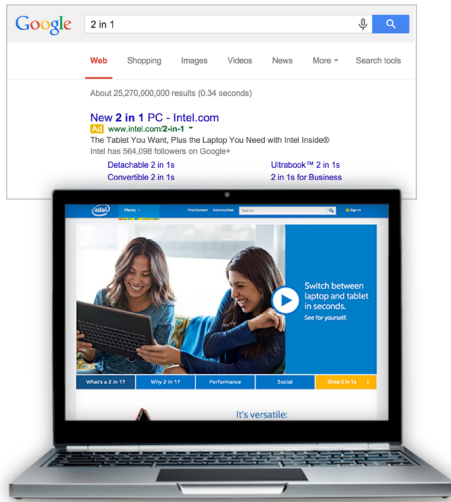 Google 2 in 1
Web Shopping Images Videos News More Search tools
About 25,270,000,000 results (0.34 seconds)
New 2 in 1 PC - Intel.com
Ad www.intel.com/2-in-1
The Tablet You Want, Plus the Laptop You Need with Intel Inside®
Intel has 564,098 followers on Google+
Detachable 2 in 1s Ultrabook™ 2 in 1s
Convertible 2 in 1s 2 in 1s for Business
intel Menu Find Content Communities Search Sign In
Switch between
laptop and tablet
in seconds.
See for yourself.
What's a 2 in 1? Why 2 in 1? Performance Social Shop 2 in 1s >
It's versatile: